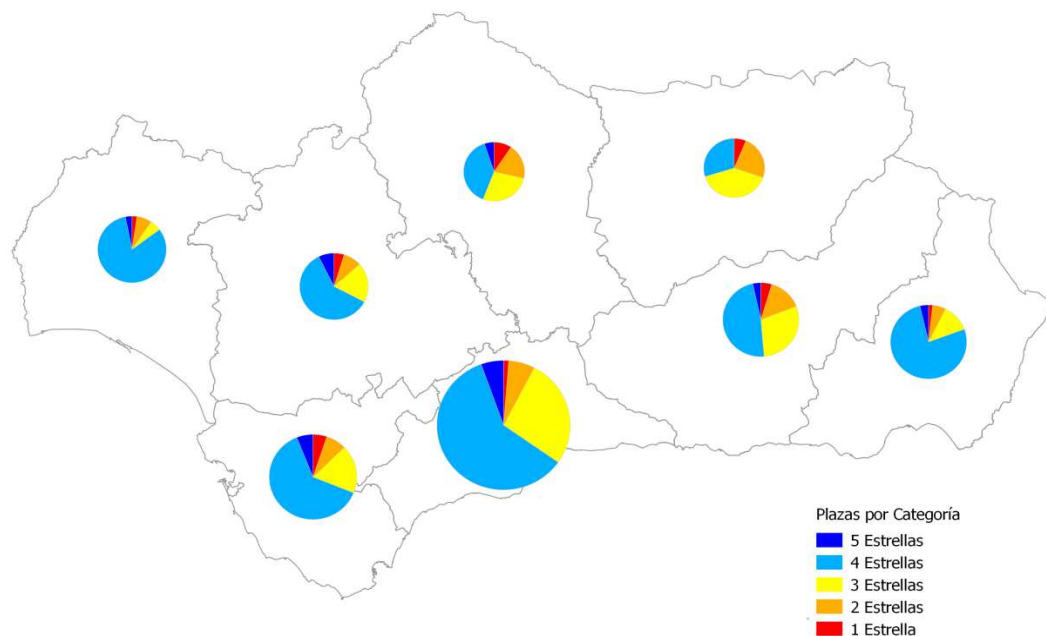 Plazas por Categoría
5 Estrellas
4 Estrellas
3 Estrellas
2 Estrellas
1 Estrella